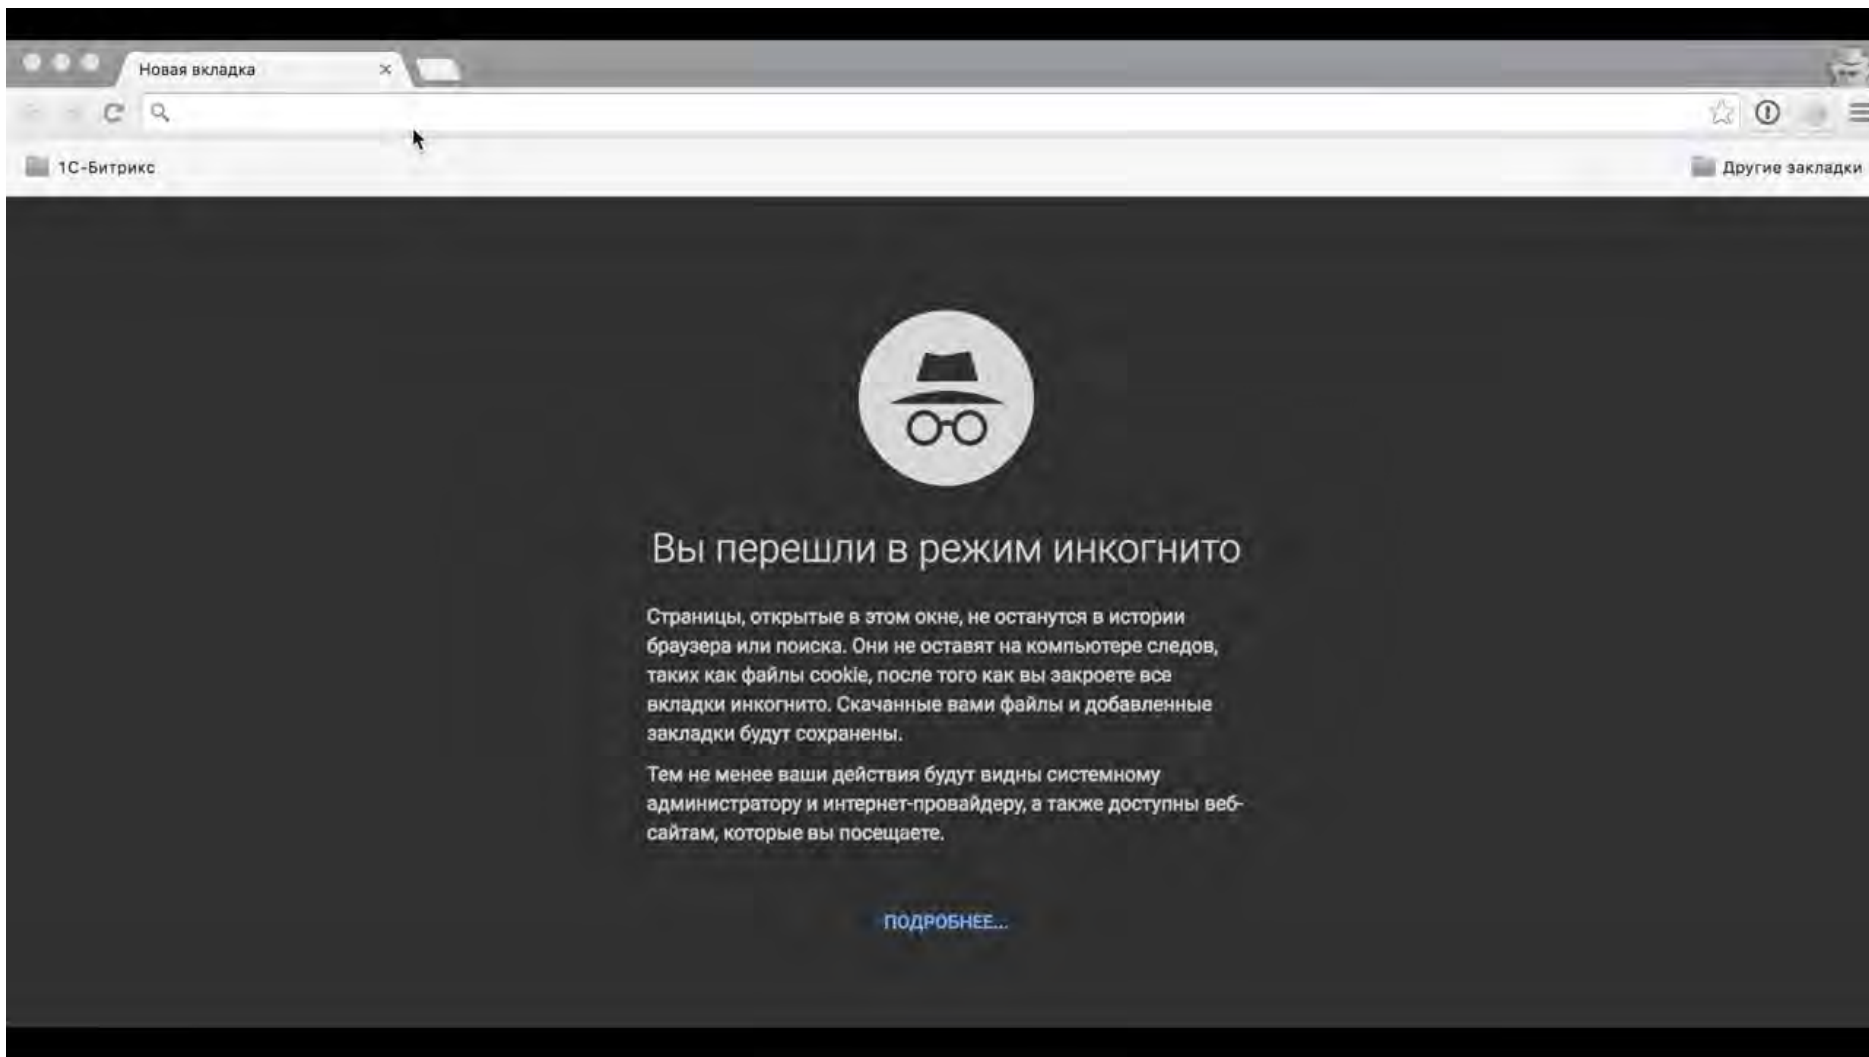 Новая вкладка
1С-Битрикс
Другие закладки
Вы перешли в режим инкогнито
Страницы, открытые в этом окне, не останутся в истории
браузера или поиска. Они не оставят на компьютере следов,
таких как файлы cookie, после того как вы закроете все
вкладки инкогнито. Скачанные вами файлы и добавленные
закладки будут сохранены.
Тем не менее ваши действия будут видны системному
администратору и интернет-провайдеру, а также доступны веб-
сайтам, которые вы посещаете.
ПОДРОБНЕЕ...